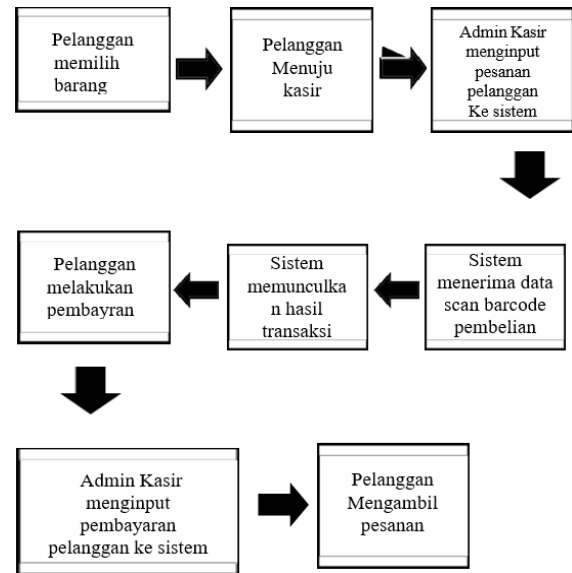 Pelanggan
memilih
barang
Pelanggan
Menuju
kasir
Admin Kasir
menginput
pesanan
pelanggan
Ke sistem
Sistem
menerima data
scan barcode
pembelian
Sistem
memunculka
n hasil
transaksi
Pelanggan
melakukan
pembayran
Admin Kasir
menginput
pembayaran
pelanggan ke sistem
Pelanggan
Mengambil
pesanan